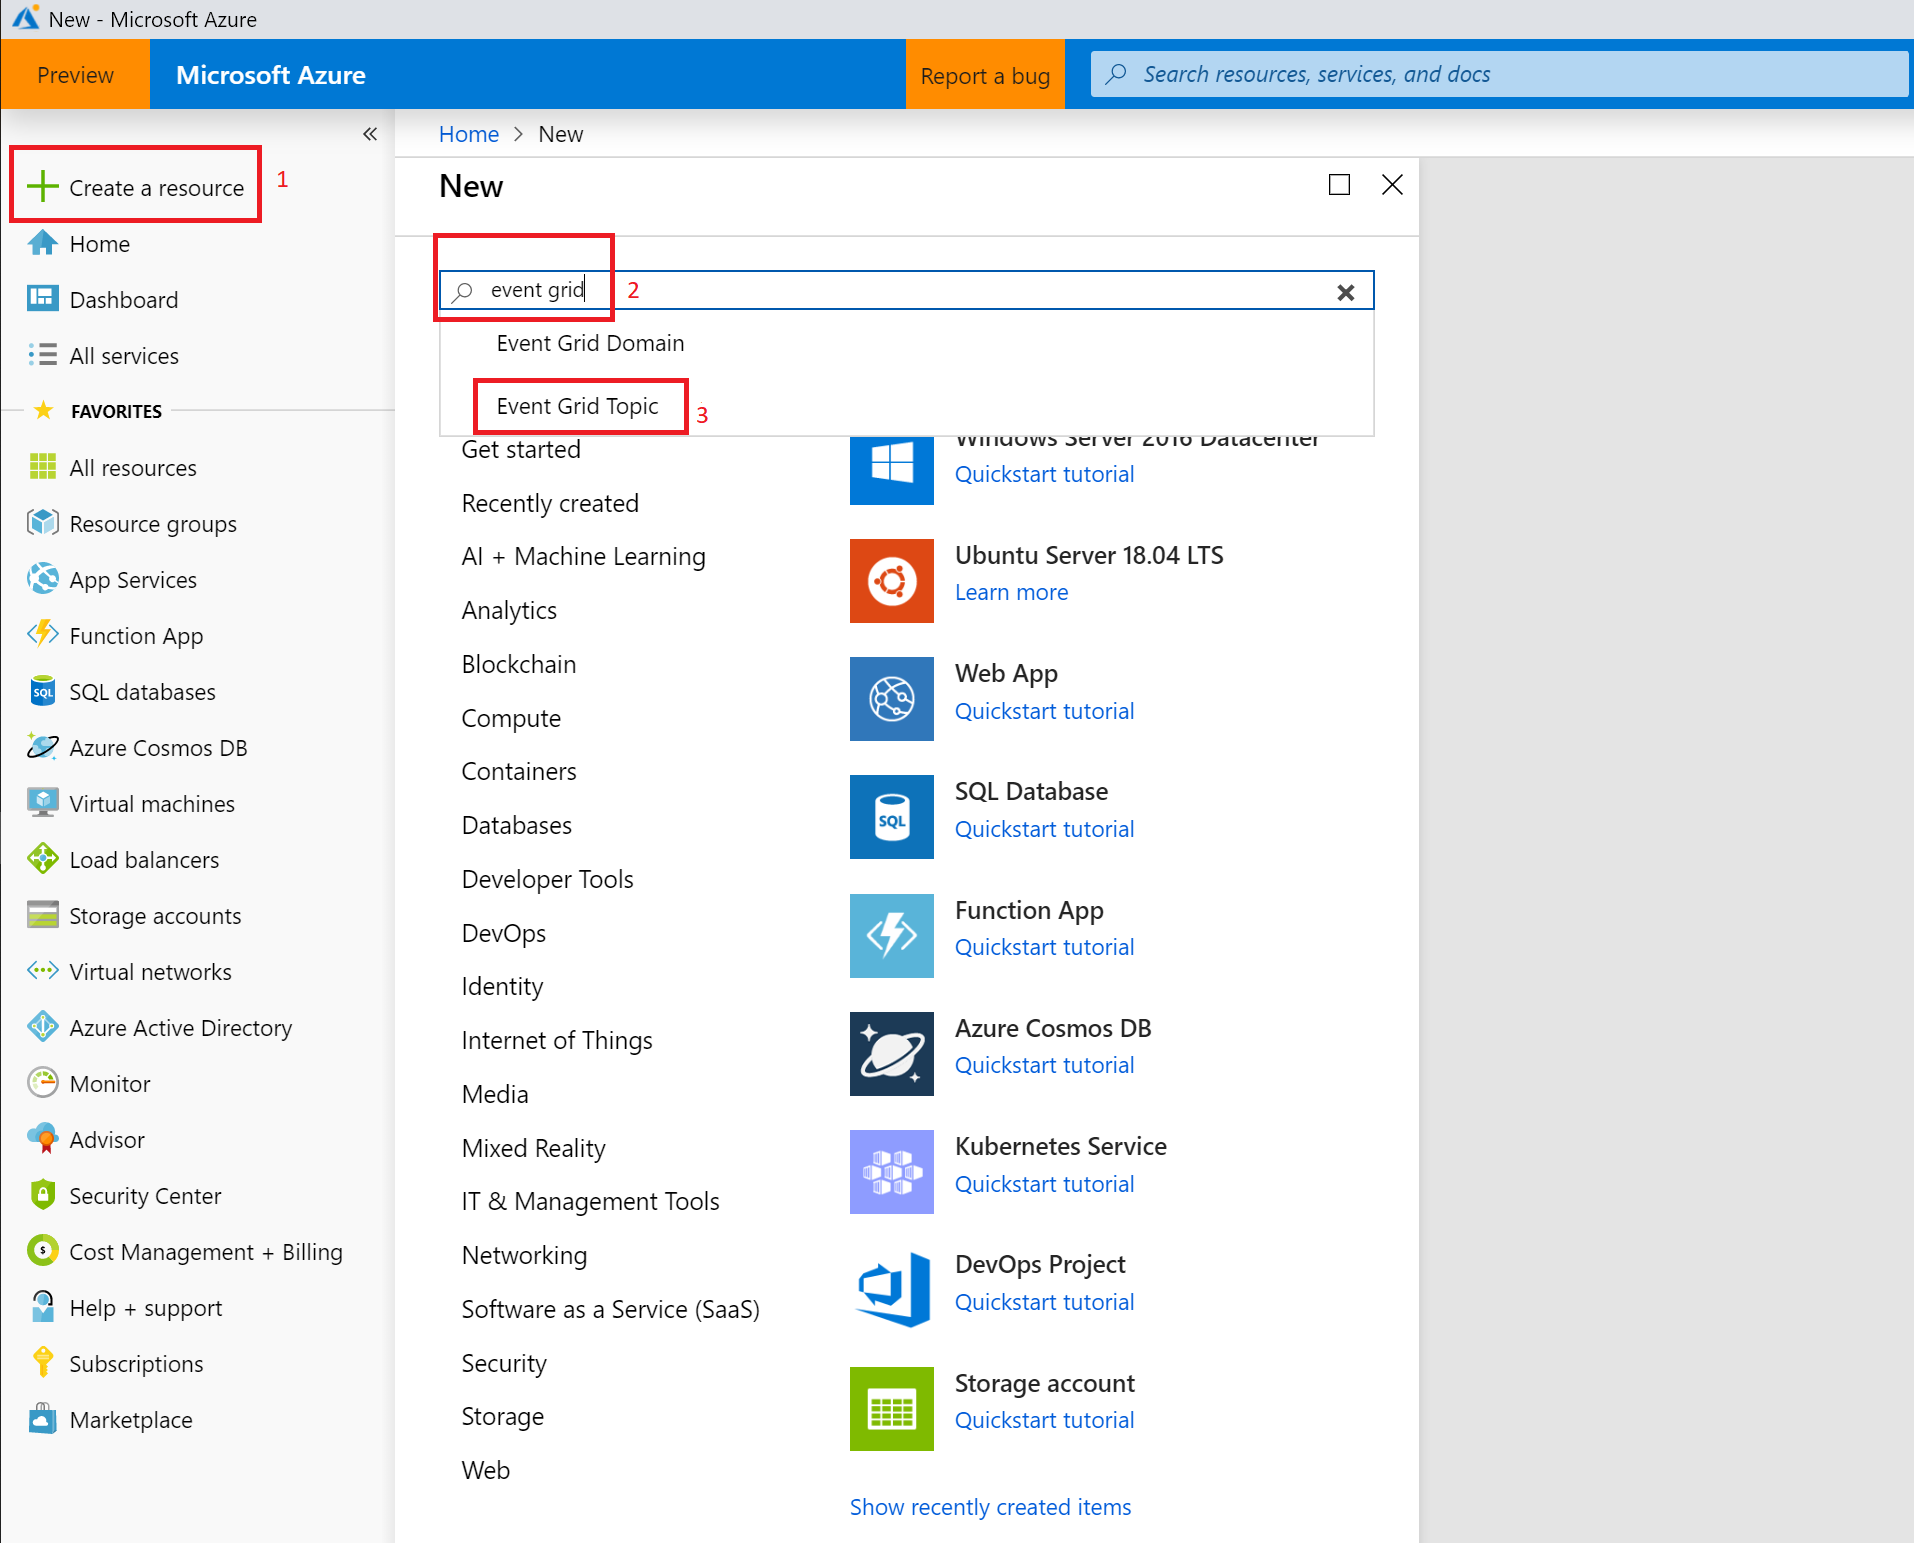 New - Microsoft Azure
Preview
Microsoft Azure
Report a bug
Search resources, services, and docs
«
Home > New
Create a resource
1
Home
Dashboard
All services
FAVORITES
All resources
Resource groups
App Services
Function App
SQL
SQL databases
Azure Cosmos DB
Virtual machines
Load balancers
Storage accounts
Virtual networks
Azure Active Directory
Monitor
Advisor
Security Center
$
Cost Management + Billing
Help + support
Subscriptions
Marketplace
New
event grid
2
Event Grid Domain
Event Grid Topic
3
Get started
Recently created
AI + Machine Learning
Analytics
Blockchain
Compute
Containers
Databases
Developer Tools
DevOps
Identity
Internet of Things
Media
Mixed Reality
IT & Management Tools
Networking
Software as a Service (SaaS)
Security
Storage
Web
Windows Server 2016 Datacenter
Quickstart tutorial
Ubuntu Server 18.04 LTS
Learn more
Web App
Quickstart tutorial
SQL
SQL Database
Quickstart tutorial
Function App
Quickstart tutorial
Azure Cosmos DB
Quickstart tutorial
Kubernetes Service
Quickstart tutorial
DevOps Project
Quickstart tutorial
Storage account
Quickstart tutorial
Show recently created items